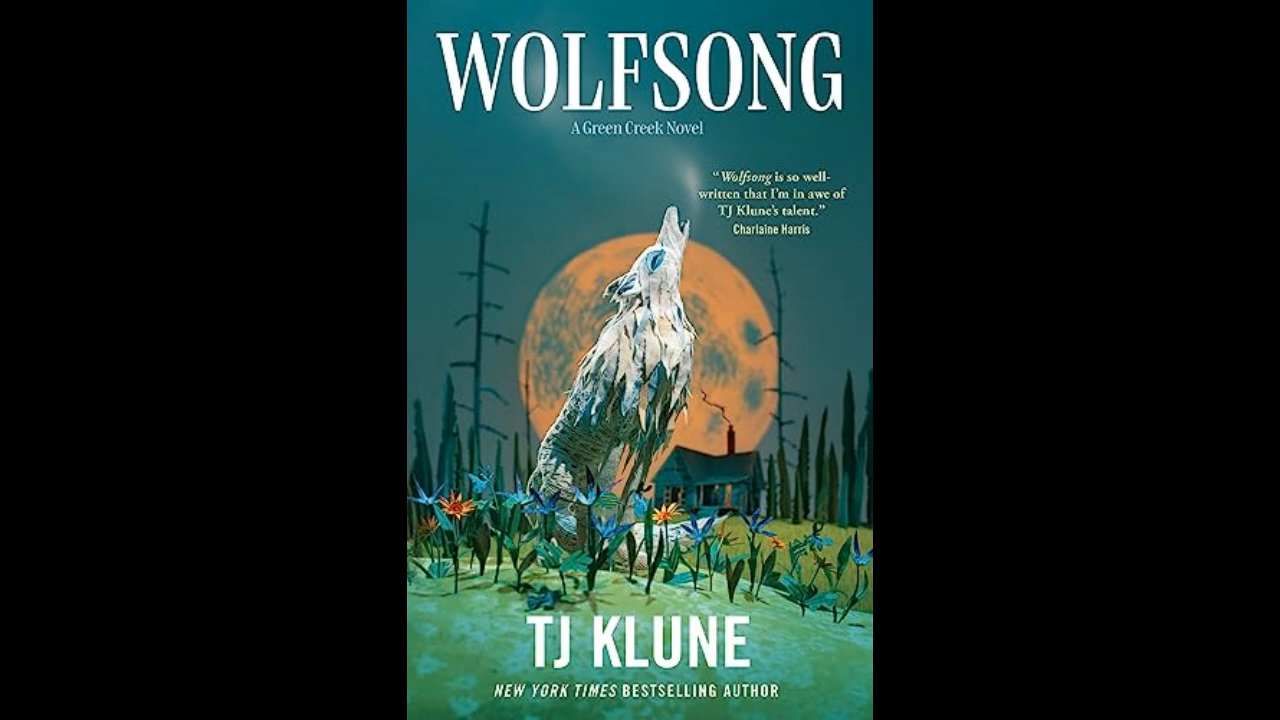 WOLFSONG
A Green Creek Novel
“Wolfsong is so well-
written that I’m in awe of
TJ Klune’s talent.”
Charlaine Harris
TJ KLUNE
NEW YORK TIMES BESTSELLING AUTHOR